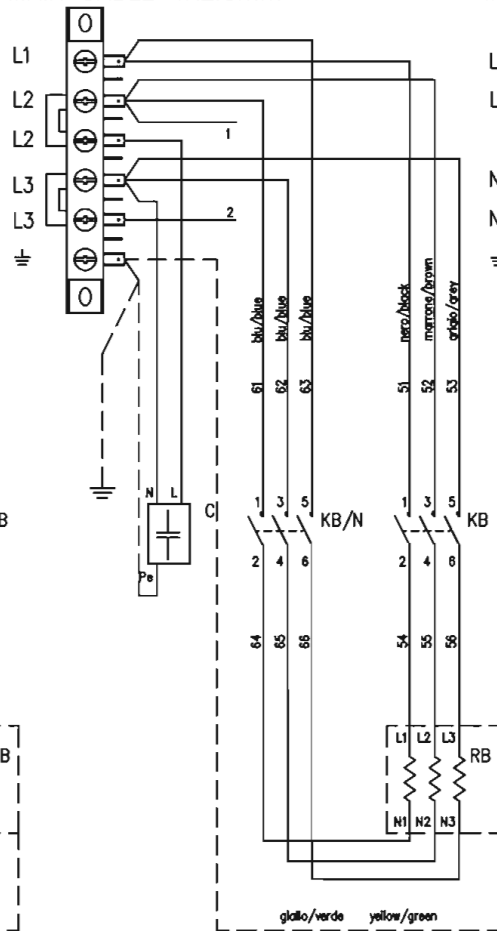 L1
L2
L2
L3
L3
1
2
L
L
N
N
blu/blue
blu/blue
blu/blue
nero/black
marrone/brown
grigio/grey
61
62
63
51
52
53
N
L
C
Pe
1
3
5
KB/N
2
4
6
1
3
5
KB
2
4
6
B
64
65
66
54
55
56
B
L1
L2
L3
RB
N1
N2
N3
giallo/verde
yellow/green